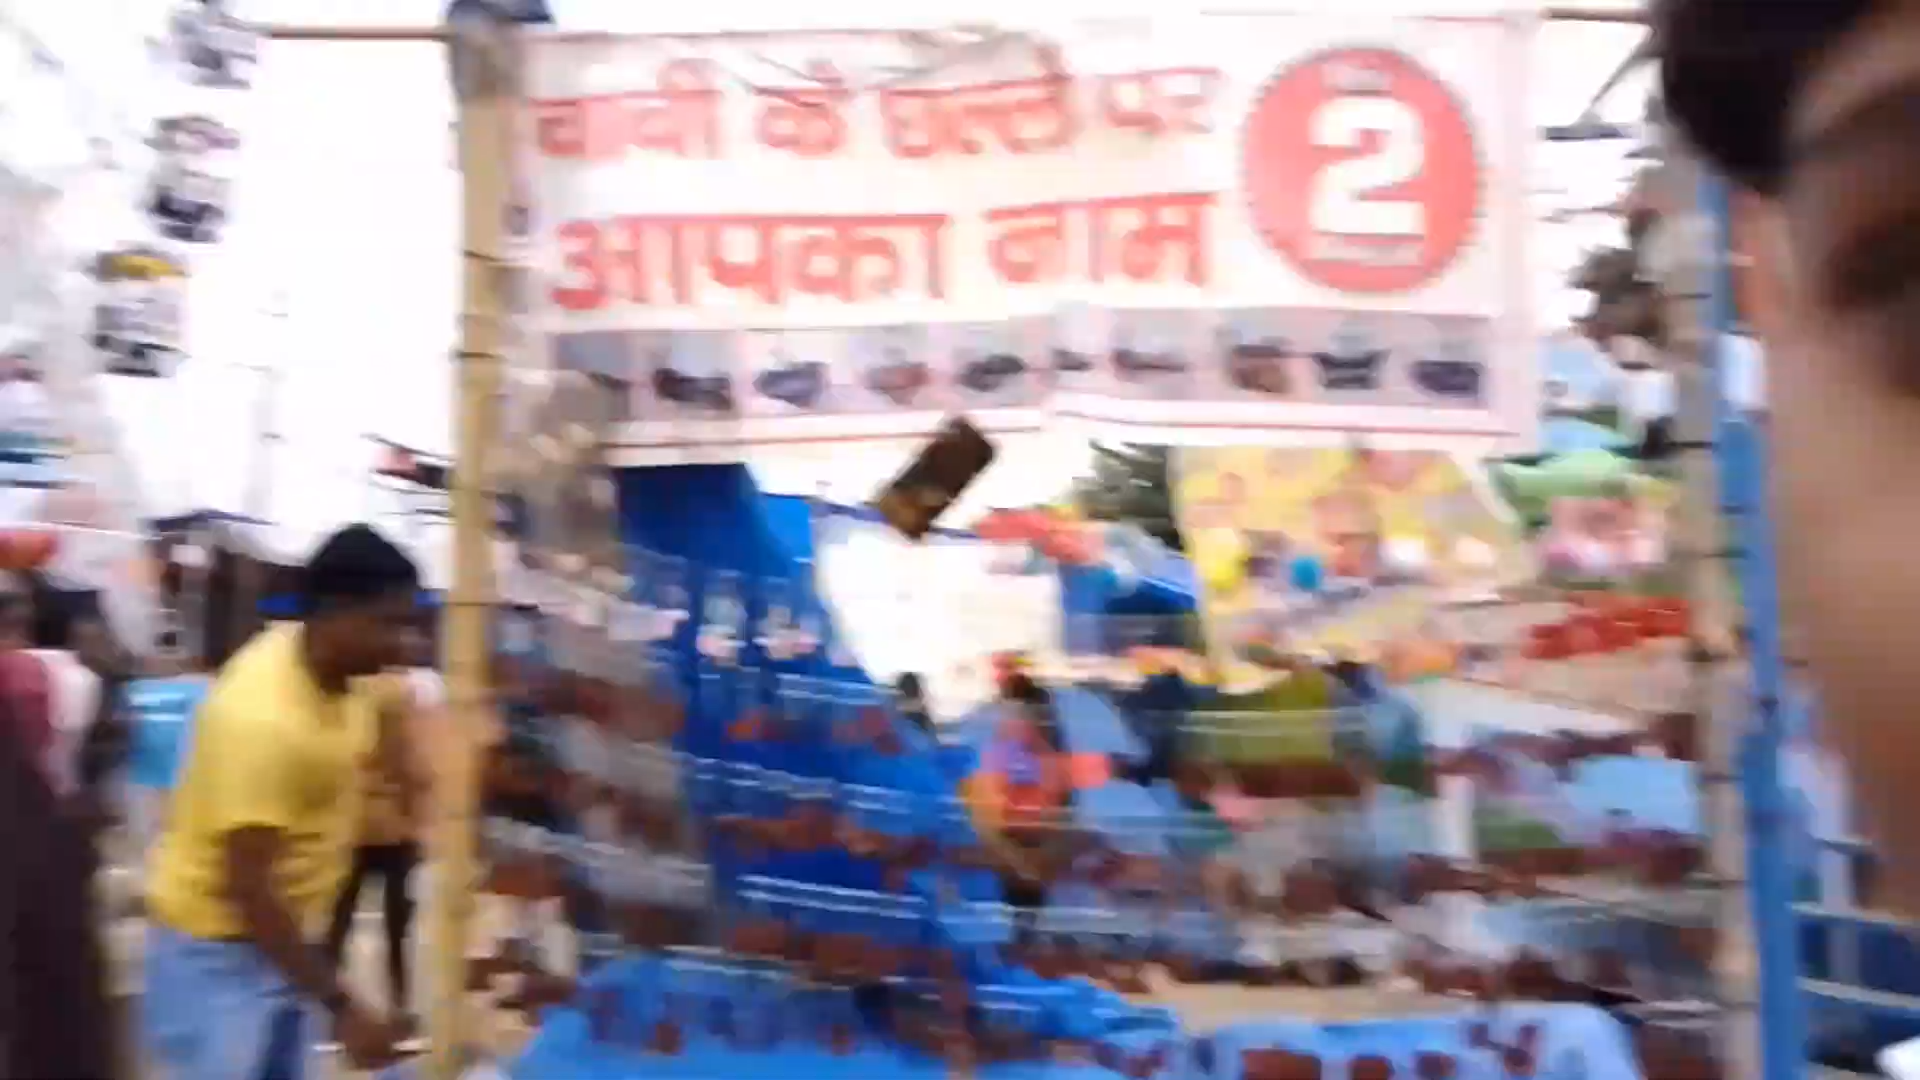 चाबी के छल्ले पर
आपका नाम
2